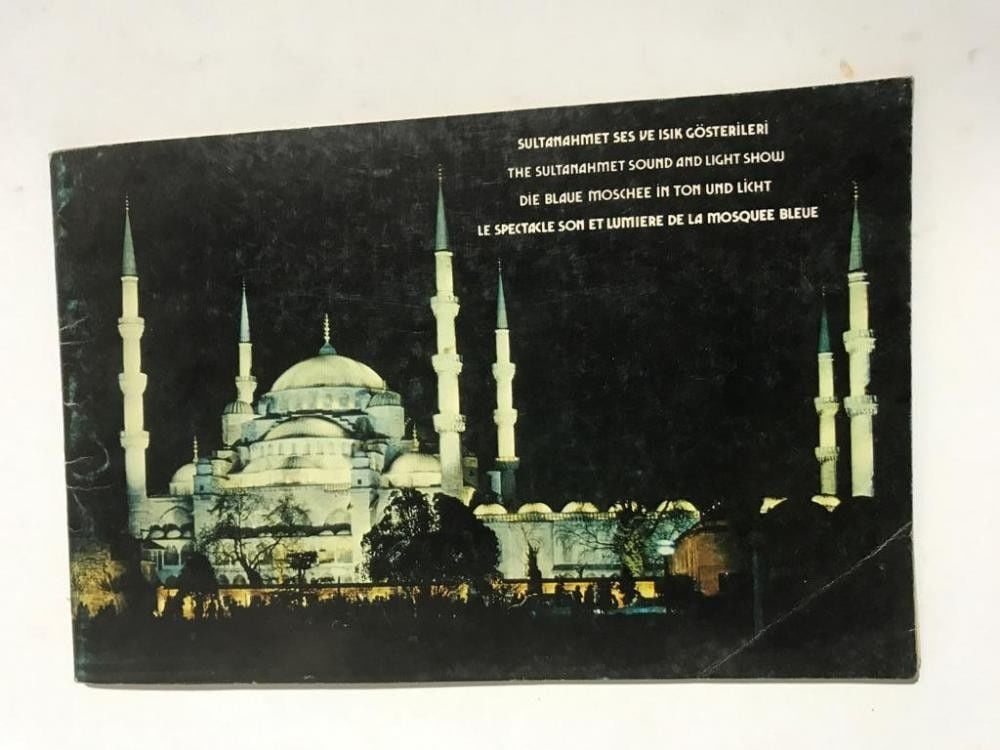 SULTANAHMET SES VE ISIK GÖSTERİLERİ
THE SULTANAHMET SOUND AND LIGHT SHOW
DIE BLAUE MOSCHEE IN TON UND LICHT
LE SPECTACLE SON ET LUMIERE DE LA MOSQUEE BLEUE